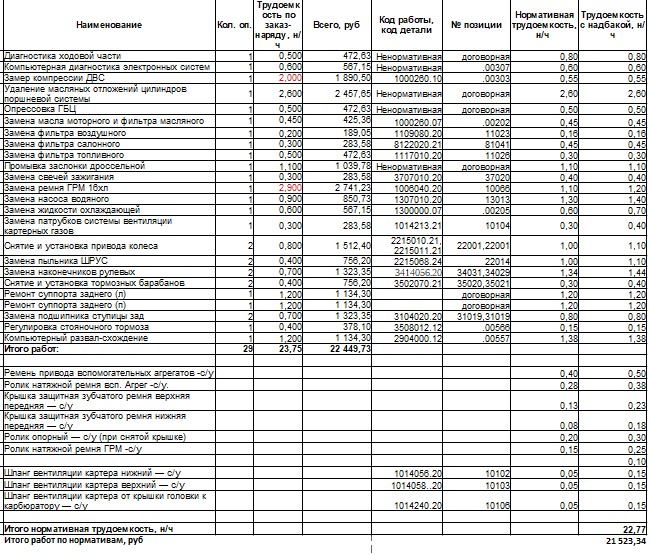 Наименование Кол. оп. Трудоемкость по заказ-наряду, н/ч Всего, руб Код работы, код детали № позиции Нормативная трудоемкость, н/ч Трудоемкость с надбакой, н/ч
Диагностика ходовой части 1 0,500 472,63 Ненормативная договорная 0,80 0,80
Компьютерная диагностика электронных систем 1 0,600 567,15 Ненормативная .00307 0,60 0,60
Замер компрессии ДВС 1 2,000 1 890,50 1000260.10 .00303 0,55 0,55
Удаление масляных отложений цилиндров
поршневой системы 1 2,600 2 457,65 Ненормативная договорная 2,60 2,60
Опрессовка ГБЦ 1 0,500 472,63 Ненормативная договорная 0,50 0,50
Замена масла моторного и фильтра масляного 1 0,450 425,36 1000260.07 .00202 0,45 0,45
Замена фильтра воздушного 1 0,200 189,05 1109080.20 11023 0,16 0,16
Замена фильтра салонного 1 0,300 283,58 8122020.21 81041 0,45 0,45
Замена фильтра топливного 1 0,500 472,63 1117010.20 11026 0,30 0,30
Промывка заслонки дроссельной 1 1,100 1 039,78 Ненормативная договорная 1,10 1,10
Замена свечей зажигания 1 0,300 283,58 3707010.20 37020 0,40 0,40
Замена ремня ГРМ 16хл 1 2,900 2 741,23 1006040.20 10066 1,10 1,20
Замена насоса водяного 1 0,900 850,73 1307010.20 13013 1,30 1,40
Замена жидкости охлаждающей 1 0,600 567,15 1300000.07 .00205 0,60 0,70
Замена патрубков системы вентиляции
картерных газов 1 0,300 283,58 1014213.21 10104 0,30 0,40
Снятие и установка привода колеса 2 0,800 1 512,40 2215010.21, 2215011.21 22001,22001 1,00 1,10
Замена пыльника ШРУС 2 0,400 756,20 2215068.24 22014 1,00 1,10
Замена наконечников рулевых 2 0,700 1 323,35 3414056.20 34031,34029 1,34 1,44
Снятие и установка тормозных барабанов 2 0,400 756,20 3502070.21 35020,35021 0,30 0,40
Ремонт суппорта заднего (л) 1 1,200 1 134,30 договорная 1,20 1,20
Ремонт суппорта заднего (п) 1 1,200 1 134,30 договорная 1,20 1,20
Замена подшипника ступицы зад 2 0,700 1 323,35 3104020.20 31019,31019 0,80 0,80
Регулировка стояночного тормоза 1 0,400 378,10 3508012.12 .00566 0,15 0,15
Компьютерный развал-схождение 1 1,200 1 134,30 2904000.12 .00557 1,38 1,38
Итого работ: 29 23,75 22 449,73
Ремень привода вспомогательных агрегатов -с/у 0,40 0,50
Ролик натяжной ремня всп. Агрег -с/у. 0,28 0,38
Крышка защитная зубчатого ремня верхняя
передняя — с/у 0,13 0,23
Крышка защитная зубчатого ремня нижняя
передняя — с/у 0,08 0,18
Ролик опорный — с/у (при снятой крышке) 0,20 0,30
Ролик натяжной ремня ГРМ -с/у 0,15 0,25
0,10
Шланг вентиляции картера нижний — с/у 1014056.20 10102 0,05 0,15
Шланг вентиляции картера верхний — с/у 1014058..20 10103 0,05 0,15
Шланг вентиляции картера от крышки головки к
карбюратору — с/у 1014240.20 10106 0,05 0,15
Итого нормативная трудоемкость, н/ч 22,77
Итого работ по нормативам, руб 21 523,34